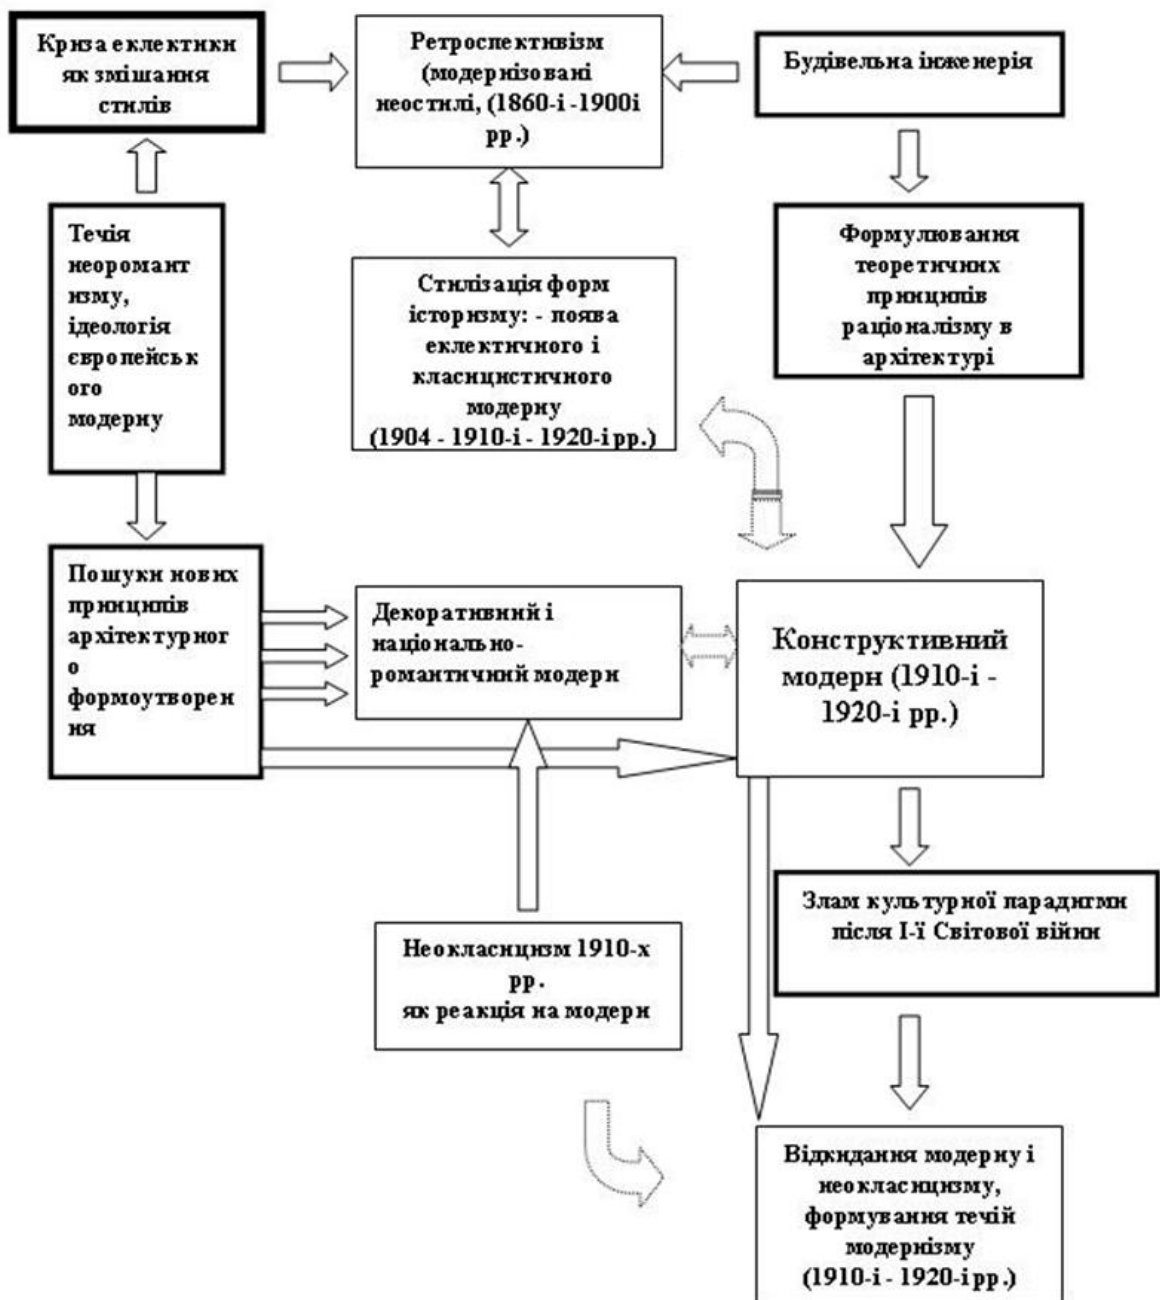 Криза еклектики
як змішання
стилів
Ретроспективізм
(модернізовані
неостилі, (1860-і -1900і
рр.)
Будівельна інженерія
Течія
неоромант
изму,
ідеологія
європейськ
ого
модерну
Стилізація форм
історизму: - поява
еклектичного і
класицистичного
модерну
(1904 - 1910-і - 1920-і рр.)
Формулювання
теоретичних
принципів
раціоналізму в
архітектурі
Пошуки нових
принципів
архітектурног
о
формоутворен
ня
Декоративний і
національно-
романтичний модерн
Конструктивний
модерн (1910-і -
1920-і рр.)
Неокласицизм 1910-х
рр.
як реакція на модерн
Злам культурної парадигми
після І-ї Світової війни
Відкидання модерну і
неокласицизму,
формування течій
модернізму
(1910-і - 1920-і рр.)